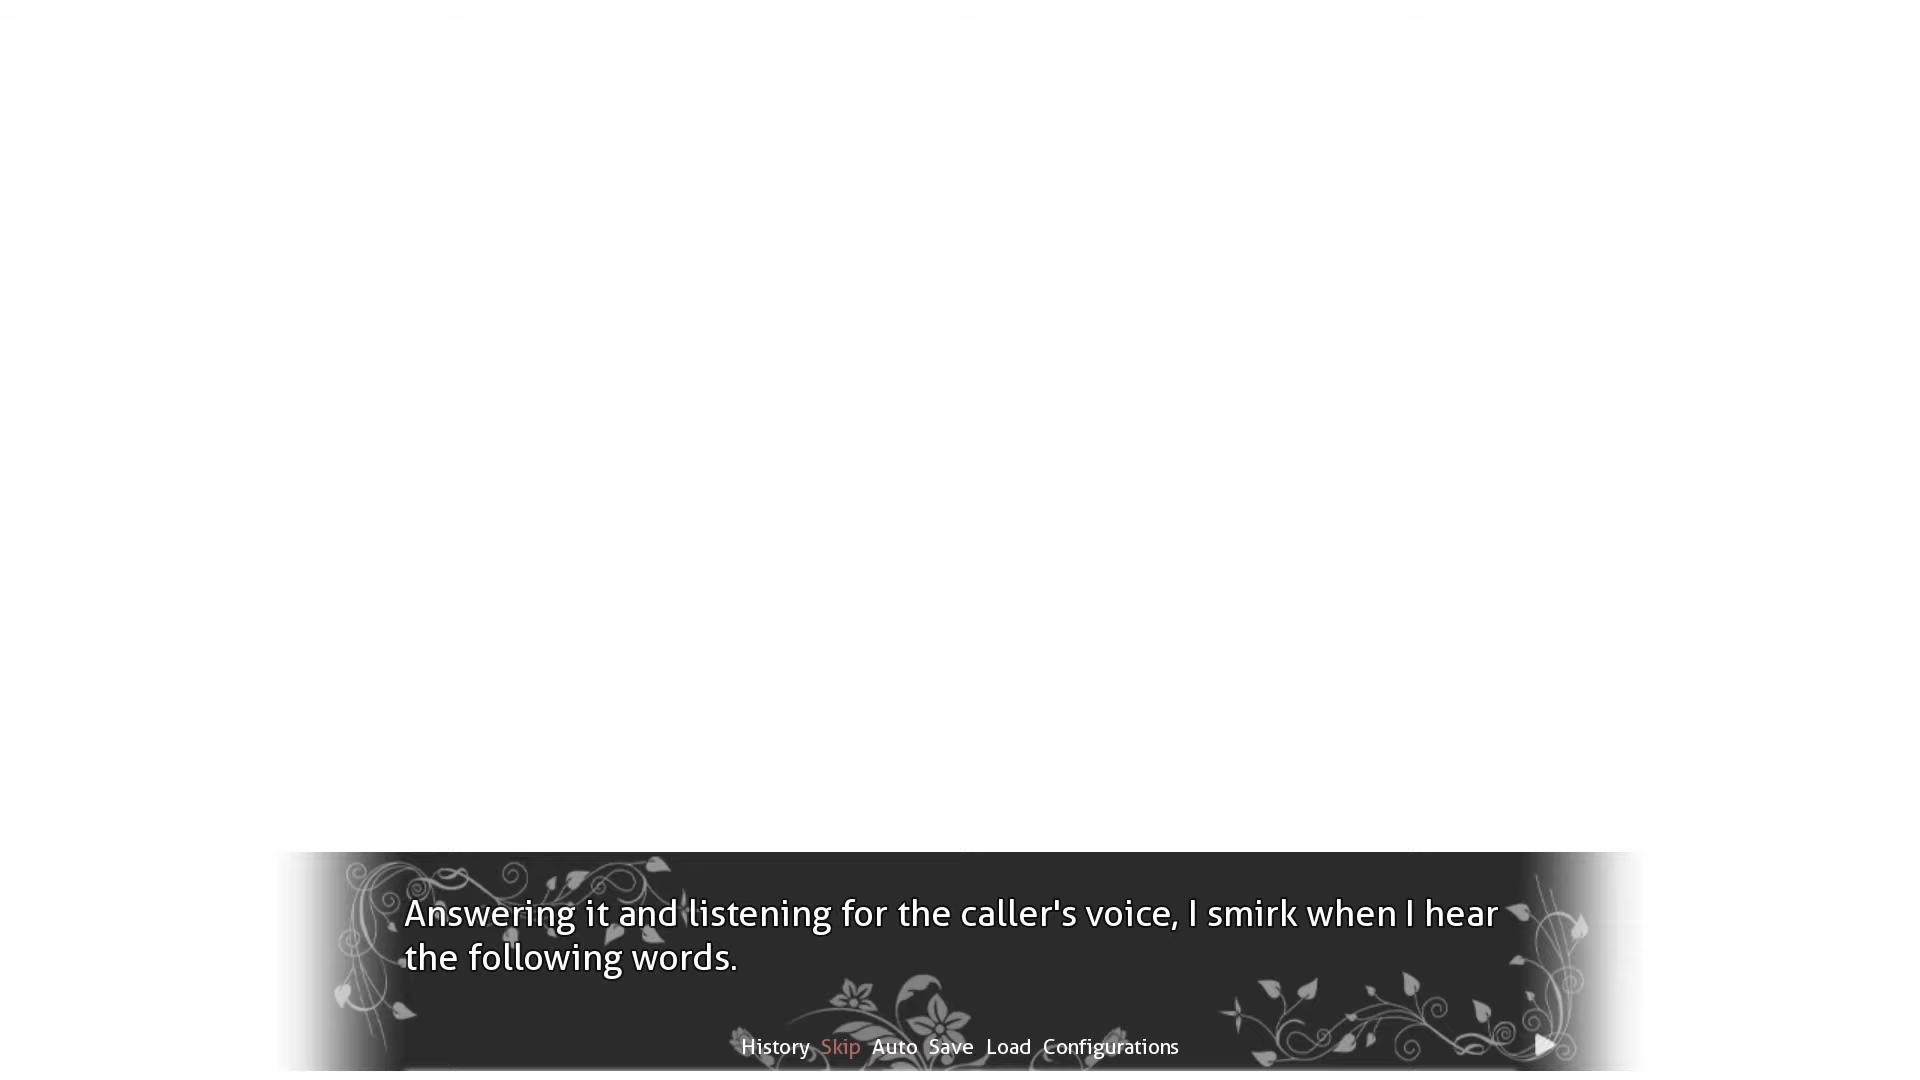 Answering it and listening for the caller's voice, I smirk when I hear
the following words.
History Skip Auto Save Load Configurations